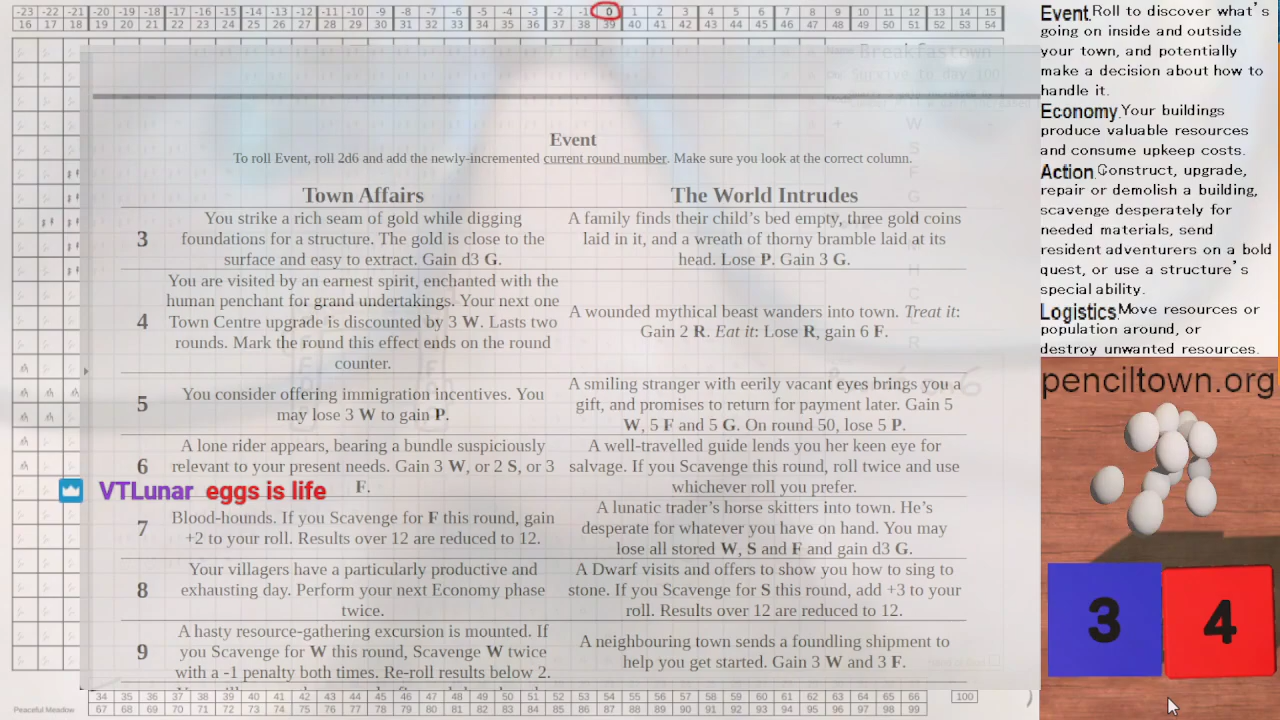 -23 -22 -21 -20 -19 -18 -17 -16 -15 -14 -13 -12 -11 -10 -9 -8 -7 -6 -5 -4 -3 -2 -1 0 1 2 3 4 5 6 7 8 9 10 11 12 13 14 15
16 17 18 19 20 21 22 23 24 25 26 27 28 29 30 31 32 33 34 35 36 37 38 39 40 41 42 43 44 45 46 47 48 49 50 51 52 53 54
Breakfastown
Survive to day 100
Event
To roll Event, roll 2d6 and add the newly-incremented current round number. Make sure you look at the correct column.
Town Affairs
The World Intrudes
3
You strike a rich seam of gold while digging
foundations for a structure. The gold is close to the
surface and easy to extract. Gain d3 G.
A family finds their child's bed empty, three gold coins
laid in it, and a wreath of thorny bramble laid at its
head. Lose P. Gain 3 G.
4
You are visited by an earnest spirit, enchanted with the
human penchant for grand undertakings. Your next one
Town Centre upgrade is discounted by 3 W. Lasts two
rounds. Mark the round this effect ends on the round
counter.
A wounded mythical beast wanders into town. Treat it:
Gain 2 R. Eat it: Lose R, gain 6 F.
5
You consider offering immigration incentives. You
may lose 3 W to gain P.
A smiling stranger with eerily vacant eyes brings you a
gift, and promises to return for payment later. Gain 5
W, 5 F and 5 G. On round 50, lose 5 P.
6
A lone rider appears, bearing a bundle suspiciously
relevant to your present needs. Gain 3 W, or 2 S, or 3
F.
A well-travelled guide lends you her keen eye for
salvage. If you Scavenge this round, roll twice and use
whichever roll you prefer.
VTLunar eggs is life
7
Blood-hounds. If you Scavenge for F this round, gain
+2 to your roll. Results over 12 are reduced to 12.
A lunatic trader's horse skitters into town. He's
desperate for whatever you have on hand. You may
lose all stored W, S and F and gain d3 G.
8
Your villagers have a particularly productive and
exhausting day. Perform your next Economy phase
twice.
A Dwarf visits and offers to show you how to sing to
stone. If you Scavenge for S this round, add +3 to your
roll. Results over 12 are reduced to 12.
9
A hasty resource-gathering excursion is mounted. If
you Scavenge for W this round, Scavenge W twice
with a -1 penalty both times. Re-roll results below 2.
A neighbouring town sends a foundling shipment to
help you get started. Gain 3 W and 3 F.
34 35 36 37 38 39 40 41 42 43 44 45 46 47 48 49 50 51 52 53 54 55 56 57 58 59 60 61 62 63 64 65 66 100
67 68 69 70 71 72 73 74 75 76 77 78 79 80 81 82 83 84 85 86 87 88 89 90 91 92 93 94 95 96 97 98 99
Peaceful Meadow
Event. Roll to discover what's
going on inside and outside
your town, and potentially
make a decision about how to
handle it.
Economy. Your buildings
produce valuable resources
and consume upkeep costs.
Action. Construct, upgrade,
repair or demolish a building,
scavenge desperately for
needed materials, send
resident adventurers on a bold
quest, or use a structure's
special ability.
Logistics. Move resources or
population around, or
destroy unwanted resources.
penciltown.org
3 4